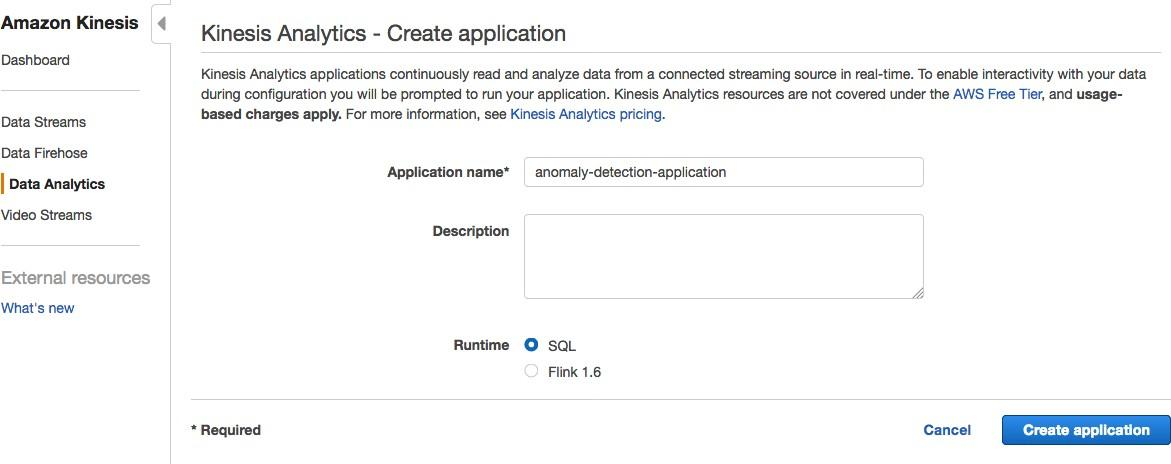 Amazon Kinesis
Dashboard
Data Streams
Data Firehose
Data Analytics
Video Streams
External resources
What's new
Kinesis Analytics - Create application
Kinesis Analytics applications continuously read and analyze data from a connected streaming source in real-time. To enable interactivity with your data
during configuration you will be prompted to run your application. Kinesis Analytics resources are not covered under the AWS Free Tier, and usage-
based charges apply. For more information, see Kinesis Analytics pricing.
Application name* anomaly-detection-application
Description
Runtime SQL
Flink 1.6
* Required Cancel Create application